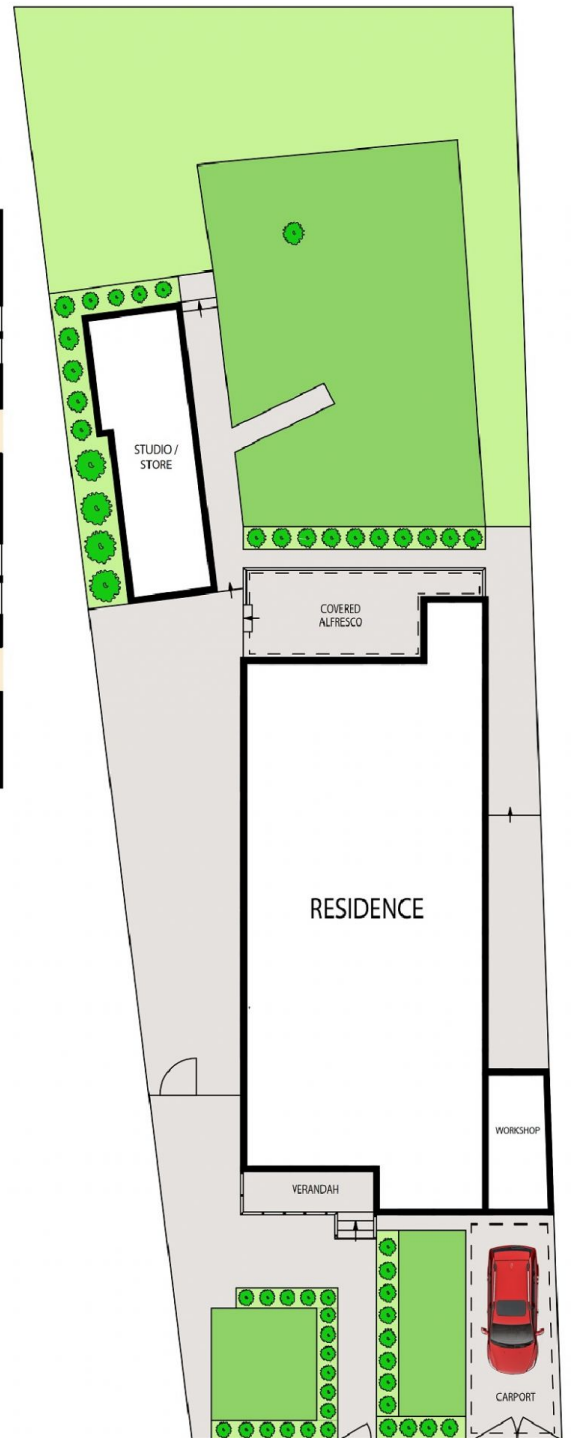 STUDIO /
STORE
COVERED
ALFRESCO
RESIDENCE
WORKSHOP
VERANDAH
CARPORT